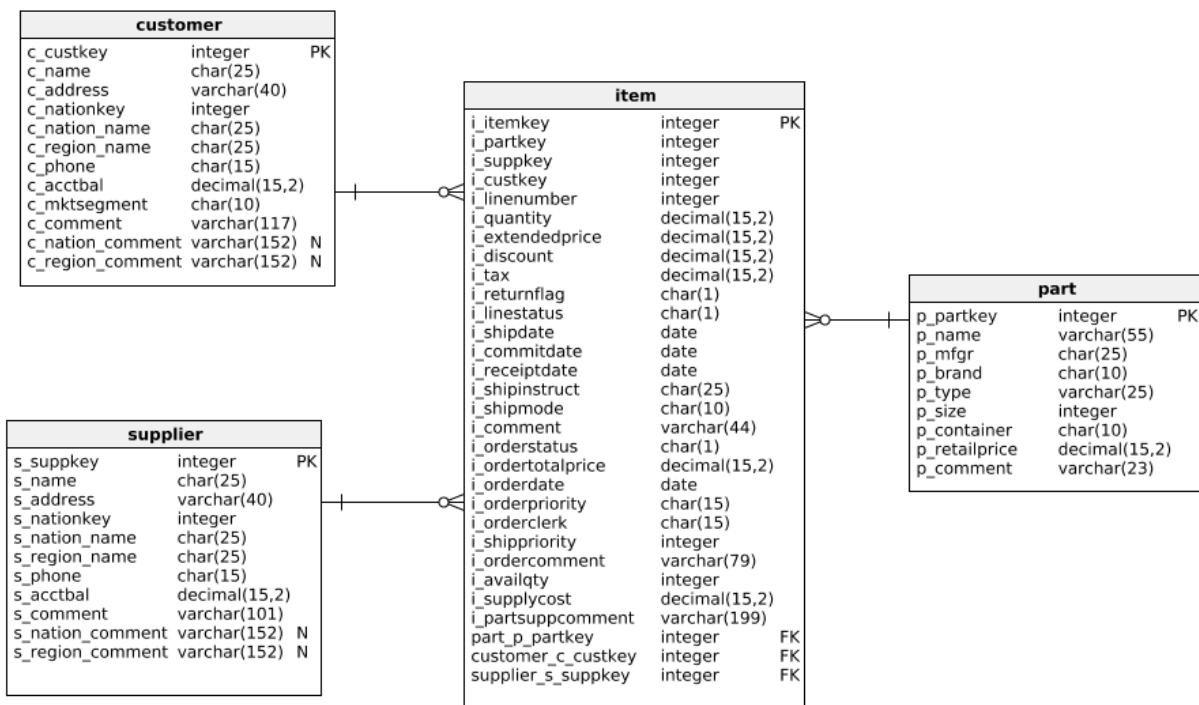 customer
c_custkey integer PK
c_name char(25)
c_address varchar(40)
c_nationkey integer
c_nation_name char(25)
c_region_name char(25)
c_phone char(15)
c_acctbal decimal(15,2)
c_mktsegment char(10)
c_comment varchar(117)
c_nation_comment varchar(152) N
c_region_comment varchar(152) N
supplier
s_suppkey integer PK
s_name char(25)
s_address varchar(40)
s_nationkey integer
s_nation_name char(25)
s_region_name char(25)
s_phone char(15)
s_acctbal decimal(15,2)
s_comment varchar(101)
s_nation_comment varchar(152) N
s_region_comment varchar(152) N
item
i_itemkey integer PK
i_partkey integer
i_suppkey integer
i_custkey integer
i_linenumber integer
i_quantity decimal(15,2)
i_extendedprice decimal(15,2)
i_discount decimal(15,2)
i_tax decimal(15,2)
i_returnflag char(1)
i_linestatus char(1)
i_shipdate date
i_commitdate date
i_receiptdate date
i_shipinstruct char(25)
i_shipmode char(10)
i_comment varchar(44)
i_orderstatus char(1)
i_ordertotalprice decimal(15,2)
i_orderdate date
i_orderpriority char(15)
i_orderclerk char(15)
i_shippriority integer
i_ordercomment varchar(79)
i_availqty integer
i_supplycost decimal(15,2)
i_partsuppcomment varchar(199)
part_p_partkey integer FK
customer_c_custkey integer FK
supplier_s_suppkey integer FK
part
p_partkey integer PK
p_name varchar(55)
p_mfgr char(25)
p_brand char(10)
p_type varchar(25)
p_size integer
p_container char(10)
p_retailprice decimal(15,2)
p_comment varchar(23)